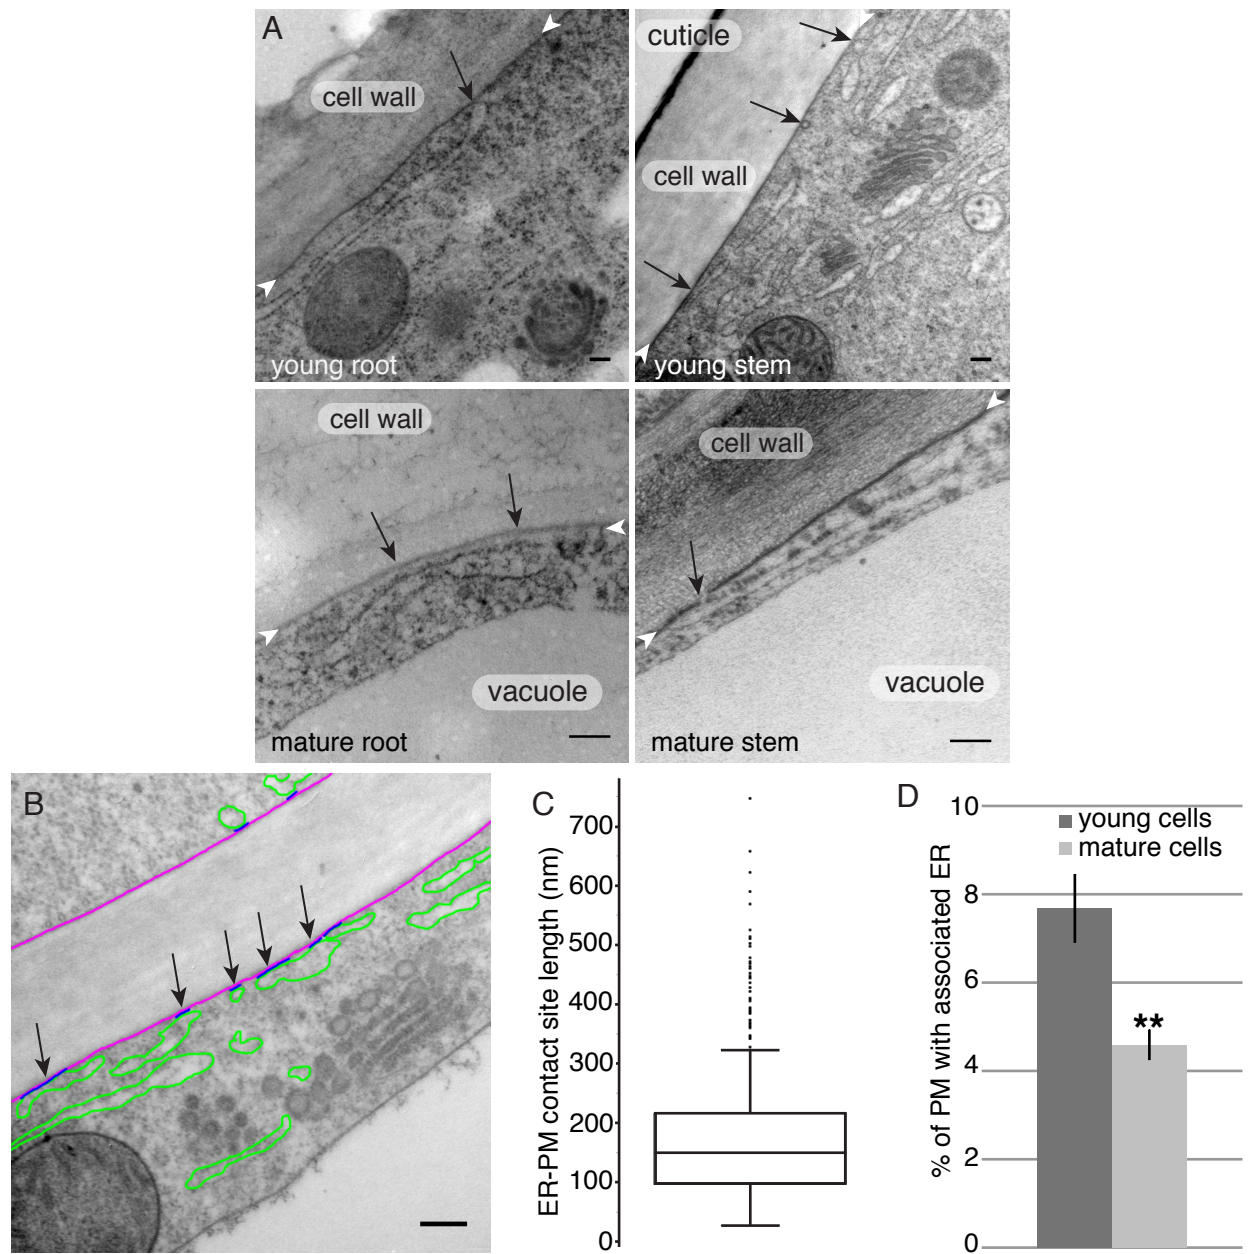 A
cell wall
young root
cuticle
cell wall
young stem
cell wall
vacuole
mature root
cell wall
vacuole
mature stem
B
C
ER-PM contact site length (nm)
700
600
500
400
300
200
100
0
D
% of PM with associated ER
10
8
6
4
2
0
young cells
mature cells
**